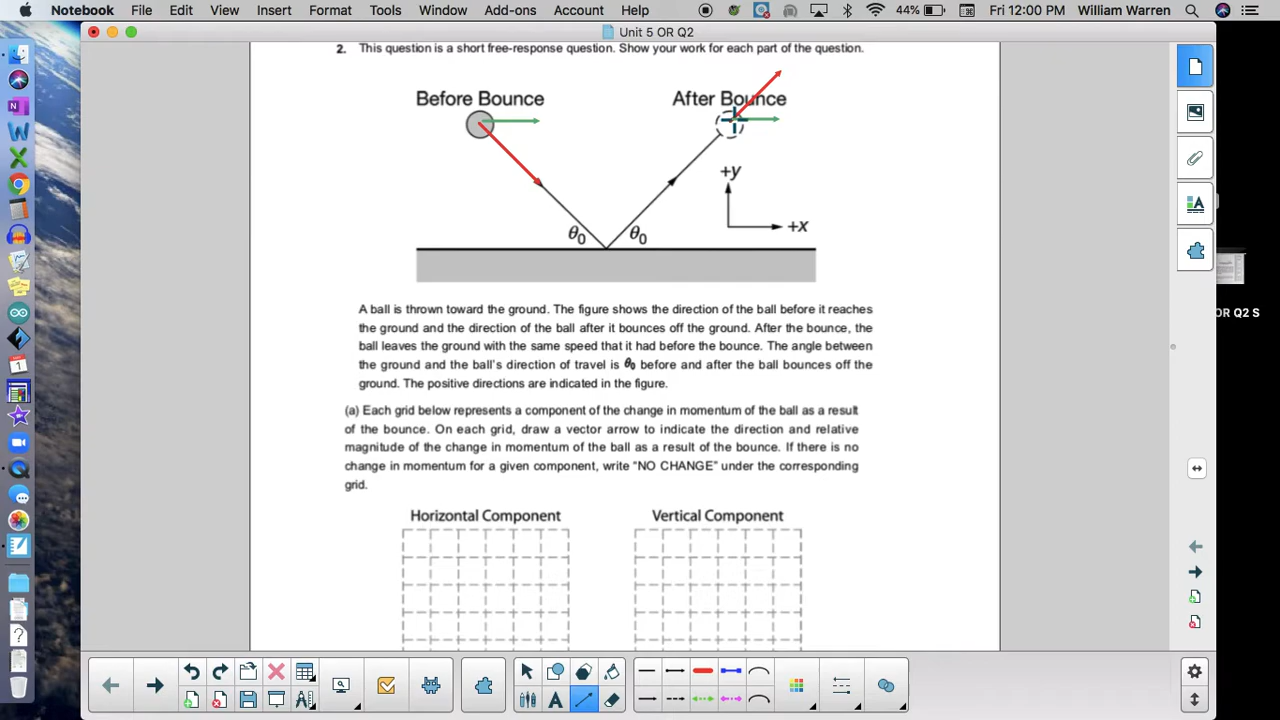 Notebook File Edit View Insert Format Tools Window Add-ons Account Help 44% Fri 12:00 PM William Warren
Unit 5 OR Q2
2. This question is a short free-response question. Show your work for each part of the question.
Before Bounce After Bounce
+y
+x
θ0 θ0
A ball is thrown toward the ground. The figure shows the direction of the ball before it reaches
the ground and the direction of the ball after it bounces off the ground. After the bounce, the
ball leaves the ground with the same speed that it had before the bounce. The angle between
the ground and the ball's direction of travel is θ0 before and after the ball bounces off the
ground. The positive directions are indicated in the figure.
(a) Each grid below represents a component of the change in momentum of the ball as a result
of the bounce. On each grid, draw a vector arrow to indicate the direction and relative
magnitude of the change in momentum of the ball as a result of the bounce. If there is no
change in momentum for a given component, write "NO CHANGE" under the corresponding
grid.
Horizontal Component Vertical Component
OR Q2 S